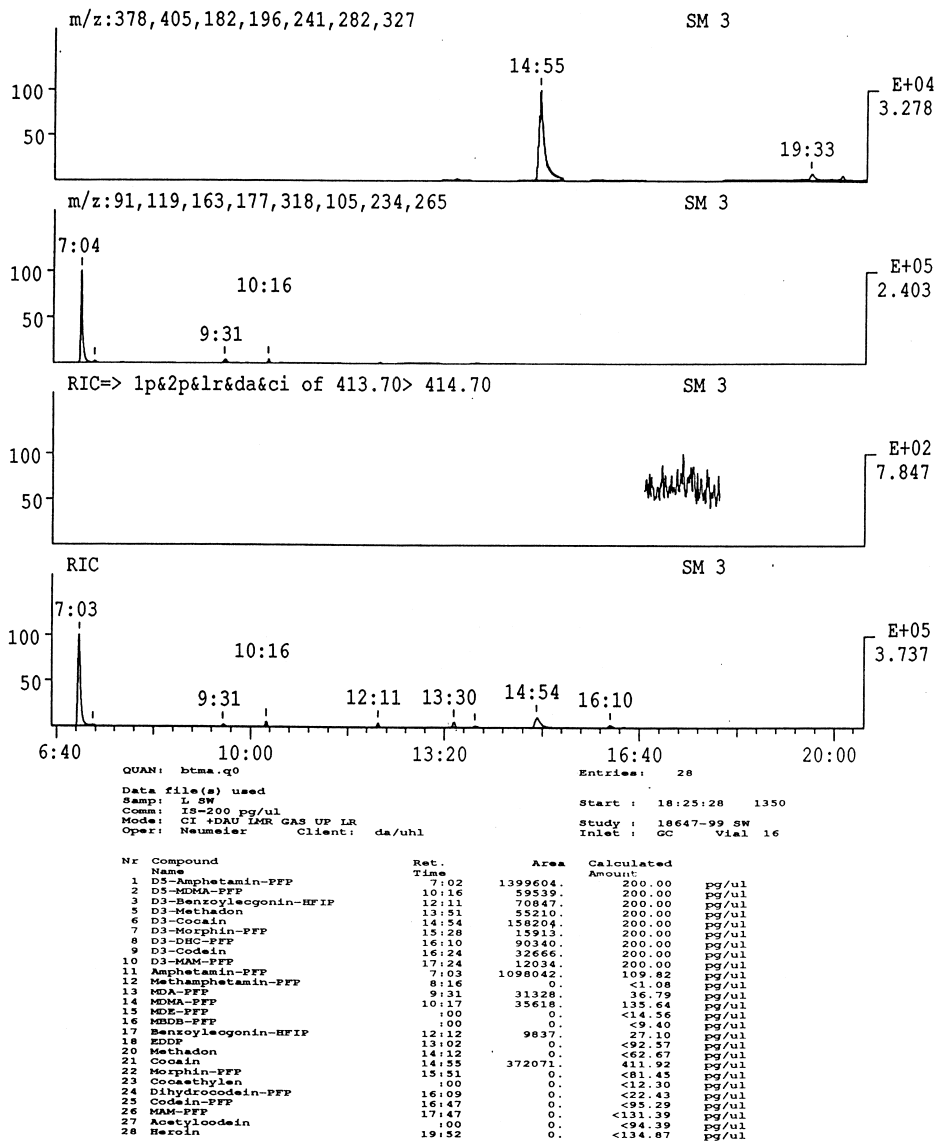 m/z:378,405,182,196,241,282,327 SM 3
14:55
100 E+04
3.278
50
19:33
m/z:91,119,163,177,318,105,234,265 SM 3
7:04
100 E+05
10:16 2.403
50
9:31
RIC=> 1p&2p&lr&da&ci of 413.70> 414.70 SM 3
100 E+02
7.847
50
RIC SM 3
7:03
100 E+05
10:16 3.737
50
9:31 12:11 13:30 14:54 16:10
6:40 10:00 13:20 16:40 20:00
QUAN: btma.q0 Entries: 28
Data file(s) used
Samp: L SW Start : 18:25:28 1350
Comm: IS-200 pg/ul
Mode: CI +DAU LMR GAS UP LR Study : 18647-99 SW
Oper: Neumeier Client: da/uhl Inlet : GC Vial 16
Nr Compound Ret. Area Calculated
Name Time Amount
1 D5-Amphetamin-PFP 7:02 1399604. 200.00 pg/ul
2 D5-MDMA-PFP 10:16 59539. 200.00 pg/ul
3 D3-Benzoylecgonin-HFIP 12:11 70847. 200.00 pg/ul
5 D3-Methadon 13:51 55210. 200.00 pg/ul
6 D3-Cocain 14:54 158204. 200.00 pg/ul
7 D3-Morphin-PFP 15:28 15913. 200.00 pg/ul
8 D3-DHC-PFP 16:10 90340. 200.00 pg/ul
9 D3-Codein 16:24 32666. 200.00 pg/ul
10 D3-MAM-PFP 17:24 12034. 200.00 pg/ul
11 Amphetamin-PFP 7:03 1098042. 109.82 pg/ul
12 Methamphetamin-PFP 8:16 0. <1.08 pg/ul
13 MDA-PFP 9:31 31328. 36.79 pg/ul
14 MDMA-PFP 10:17 35618. 135.64 pg/ul
15 MDE-PFP :00 0. <14.56 pg/ul
16 MBDB-PFP :00 0. <9.40 pg/ul
17 Benzoylecgonin-HFIP 12:12 9837. 27.10 pg/ul
18 EDDP 13:02 0. <92.57 pg/ul
20 Methadon 14:12 0. <62.67 pg/ul
21 Cocain 14:55 372071. 411.92 pg/ul
22 Morphin-PFP 15:51 0. <81.45 pg/ul
23 Cocaethylen :00 0. <12.30 pg/ul
24 Dihydrocodein-PFP 16:09 0. <22.43 pg/ul
25 Codein-PFP 16:47 0. <95.29 pg/ul
26 MAM-PFP 17:47 0. <131.39 pg/ul
27 Acetylcodein :00 0. <94.39 pg/ul
28 Heroin 19:52 0. <134.87 pg/ul